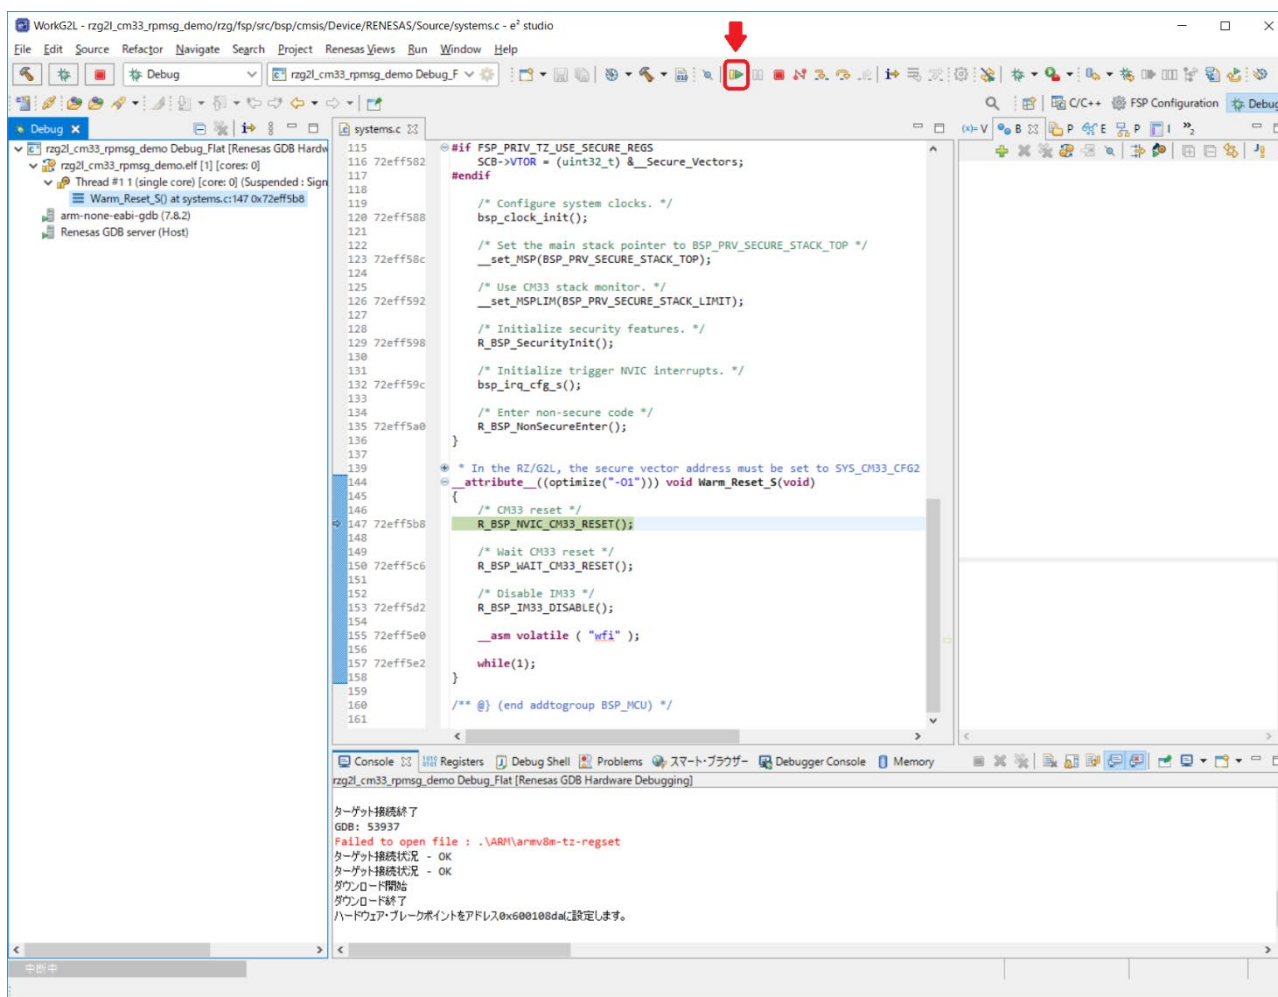 WorkG2L - rzg2l_cm33_rpmsg_demo/rzg/fsp/src/bsp/cmsis/Device/RENESAS/Source/systems.c - e² studio
File Edit Source Refactor Navigate Search Project Renesas Views Run Window Help
Debug
rzg2l_cm33_rpmsg_demo Debug_F
C/C++ FSP Configuration Debug
Debug
systems.c
(x)= V B P E P I »2
rzg2l_cm33_rpmsg_demo Debug_Flat [Renesas GDB Hardw
rzg2l_cm33_rpmsg_demo.elf [1] [cores: 0]
Thread #1 1 (single core) [core: 0] (Suspended : Sign
Warm_Reset_S() at systems.c:147 0x72eff5b8
arm-none-eabi-gdb (7.8.2)
Renesas GDB server (Host)
115 #if FSP_PRIV_TZ_USE_SECURE_REGS
116 72eff582 SCB->VTOR = (uint32_t) &__Secure_Vectors;
117 #endif
118
119 /* Configure system clocks. */
120 72eff588 bsp_clock_init();
121
122 /* Set the main stack pointer to BSP_PRV_SECURE_STACK_TOP */
123 72eff58c __set_MSP(BSP_PRV_SECURE_STACK_TOP);
124
125 /* Use CM33 stack monitor. */
126 72eff592 __set_MSPLIM(BSP_PRV_SECURE_STACK_LIMIT);
127
128 /* Initialize security features. */
129 72eff598 R_BSP_SecurityInit();
130
131 /* Initialize trigger NVIC interrupts. */
132 72eff59c bsp_irq_cfg_s();
133
134 /* Enter non-secure code */
135 72eff5a0 R_BSP_NonSecureEnter();
136 }
137
139 * In the RZ/G2L, the secure vector address must be set to SYS_CM33_CFG2
144 __attribute__((optimize("-O1"))) void Warm_Reset_S(void)
145 {
146 /* CM33 reset */
147 72eff5b8 R_BSP_NVIC_CM33_RESET();
148
149 /* Wait CM33 reset */
150 72eff5c6 R_BSP_WAIT_CM33_RESET();
151
152 /* Disable IM33 */
153 72eff5d2 R_BSP_IM33_DISABLE();
154
155 72eff5e0 __asm volatile ( "wfi" );
156
157 72eff5e2 while(1);
158 }
159
160 /** @} (end addtogroup BSP_MCU) */
161
Console Registers Debug Shell Problems スマート・ブラウザー Debugger Console Memory
rzg2l_cm33_rpmsg_demo Debug_Flat [Renesas GDB Hardware Debugging]
ターゲット接続終了
GDB: 53937
Failed to open file : .\ARM\armv8m-tz-regset
ターゲット接続状況 - OK
ターゲット接続状況 - OK
ダウンロード開始
ダウンロード終了
ハードウェア・ブレークポイントをアドレス0x600108daに設定します。
中断中